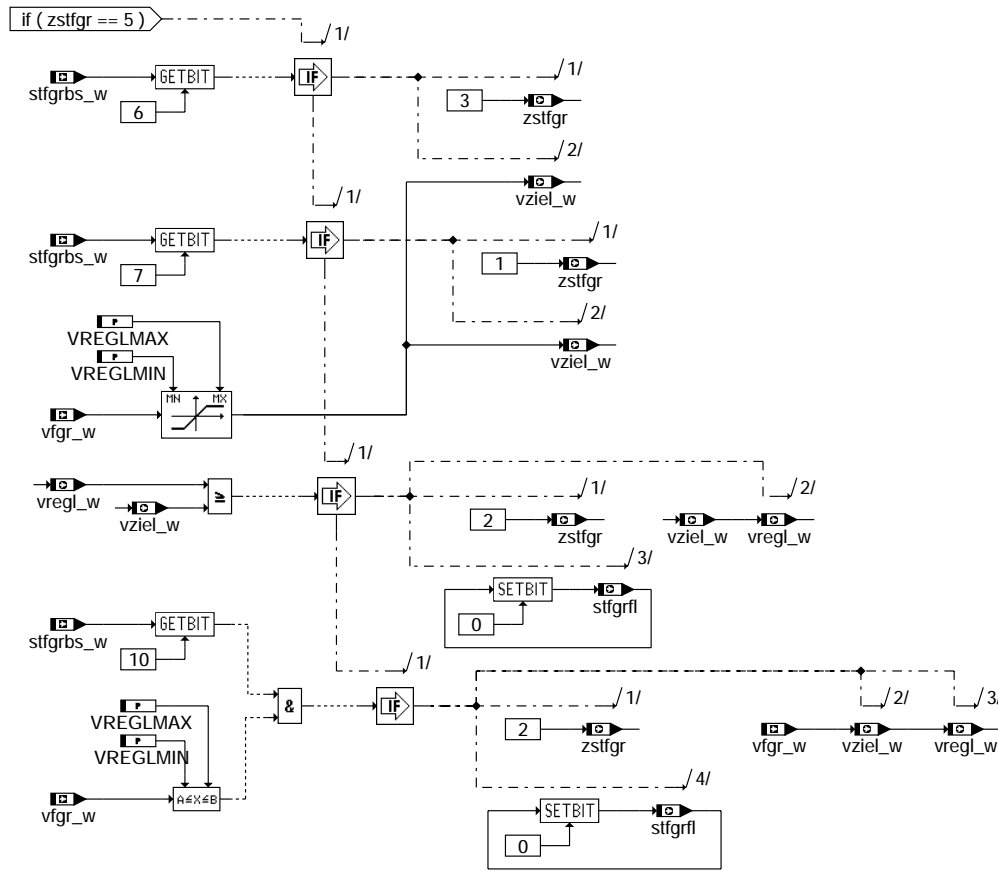 if ( zstfgr == 5 )
/1/
stfgrbs_w
GETBIT
6
IF
/1/
3
zstfgr
/2/
vziel_w
/1/
stfgrbs_w
GETBIT
7
IF
/1/
1
zstfgr
/2/
vziel_w
P
VREGLMAX
P
VREGLMIN
MN MX
vfgr_w
/1/
vregl_w
vziel_w
≥
IF
/1/
2
zstfgr
/2/
vziel_w
vregl_w
/3/
SETBIT
0
stfgrfl
stfgrbs_w
GETBIT
10
/1/
P
VREGLMAX
P
VREGLMIN
vfgr_w
A≤X≤B
&
IF
/1/
2
zstfgr
/2/
/3/
vfgr_w
vziel_w
vregl_w
/4/
SETBIT
0
stfgrfl